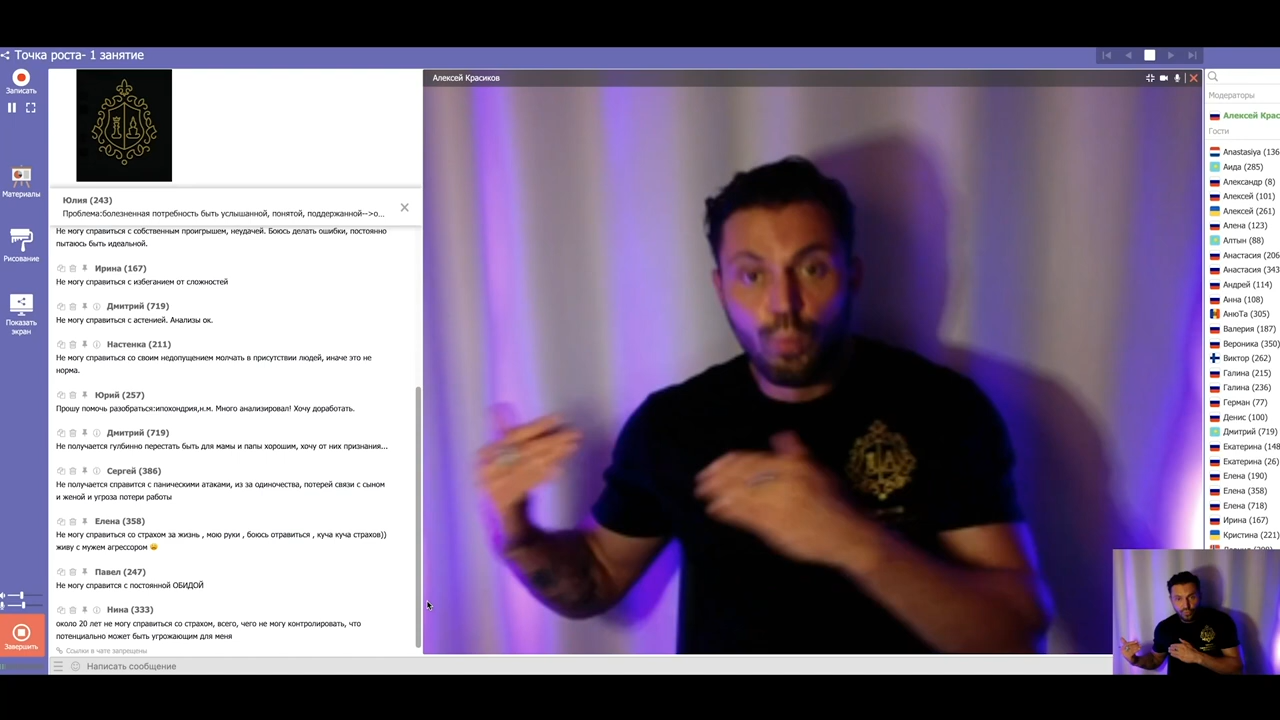 Точка роста- 1 занятие
Записать
Материалы
Рисование
Показать
экран
Завершить
Юлия (243)
Проблема:болезненная потребность быть услышанной, понятой, поддержанной-->о...
Не могу справиться с собственным проигрышем, неудачей. Боюсь делать ошибки, постоянно
пытаюсь быть идеальной.
Ирина (167)
Не могу справиться с избеганием от сложностей
Дмитрий (719)
Не могу справиться с астенией. Анализы ок.
Настенка (211)
Не могу справиться со своим недопущением молчать в присутствии людей, иначе это не
норма.
Юрий (257)
Прошу помочь разобраться:ипохондрия,н.м. Много анализировал! Хочу доработать.
Дмитрий (719)
Не получается гулбинно перестать быть для мамы и папы хорошим, хочу от них признания...
Сергей (386)
Не получается справится с паническими атаками, из за одиночества, потерей связи с сыном
и женой и угроза потери работы
Елена (358)
Не могу справиться со страхом за жизнь , мою руки , боюсь отравиться , куча куча страхов))
живу с мужем агрессором 😄
Павел (247)
Не могу справится с постоянной ОБИДОЙ
Нина (333)
около 20 лет не могу справиться со страхом, всего, чего не могу контролировать, что
потенциально может быть угрожающим для меня
Ссылки в чате запрещены
Написать сообщение
Алексей Красиков
Модераторы
Алексей Крас
Гости
Anastasiya (136
Аида (285)
Александр (8)
Алексей (101)
Алексей (261)
Алена (123)
Алтын (88)
Анастасия (206
Анастасия (343
Андрей (114)
Анна (108)
АнюТа (305)
Валерия (187)
Вероника (350)
Виктор (262)
Галина (215)
Галина (236)
Герман (77)
Денис (100)
Дмитрий (719)
Екатерина (148
Екатерина (26)
Елена (190)
Елена (358)
Елена (718)
Ирина (167)
Кристина (221)